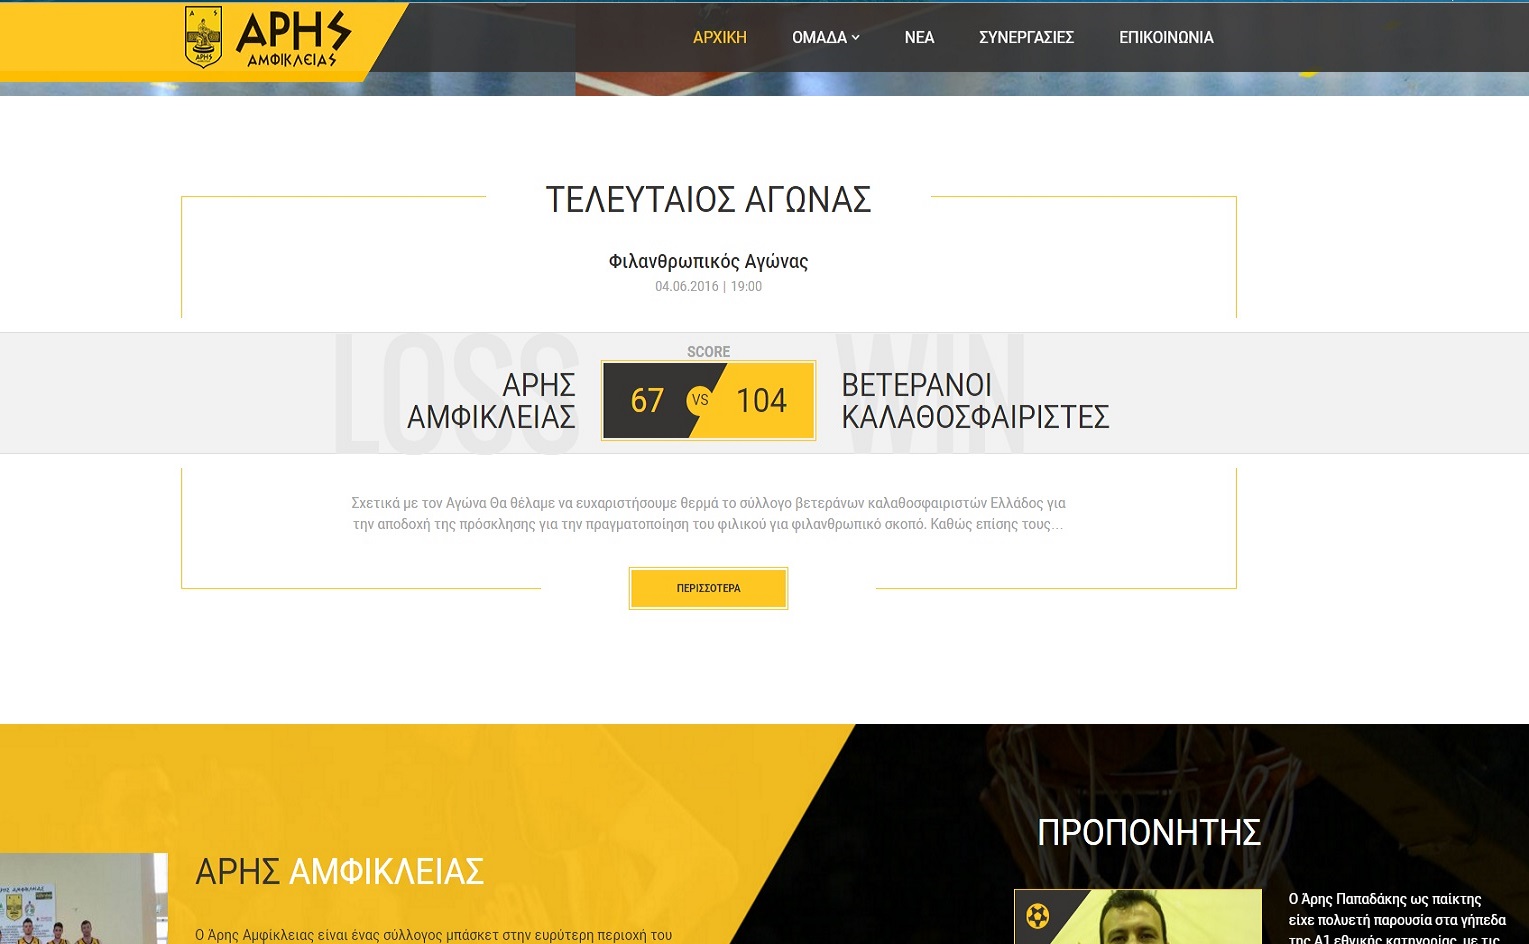 ΑΡΗΣ
ΑΜΦΙΚΛΕΙΑΣ
ΑΡΧΙΚΗ ΟΜΑΔΑ ΝΕΑ ΣΥΝΕΡΓΑΣΙΕΣ ΕΠΙΚΟΙΝΩΝΙΑ
ΤΕΛΕΥΤΑΙΟΣ ΑΓΩΝΑΣ
Φιλανθρωπικός Αγώνας
04.06.2016 | 19:00
LOSS WIN
SCORE
ΑΡΗΣ
ΑΜΦΙΚΛΕΙΑΣ
67 VS 104
ΒΕΤΕΡΑΝΟΙ
ΚΑΛΑΘΟΣΦΑΙΡΙΣΤΕΣ
Σχετικά με τον Αγώνα Θα θέλαμε να ευχαριστήσουμε θερμά το σύλλογο βετεράνων καλαθοσφαιριστών Ελλάδος για
την αποδοχή της πρόσκλησης για την πραγματοποίηση του φιλικού για φιλανθρωπικό σκοπό. Καθώς επίσης τους...
ΠΕΡΙΣΣΟΤΕΡΑ
ΑΡΗΣ ΑΜΦΙΚΛΕΙΑΣ
Ο Άρης Αμφίκλειας είναι ένας σύλλογος μπάσκετ στην ευρύτερη περιοχή του
ΠΡΟΠΟΝΗΤΗΣ
Ο Άρης Παπαδάκης ως παίκτης
είχε πολυετή παρουσία στα γήπεδα
της Α1 εθνικής κατηγορίας, με τις